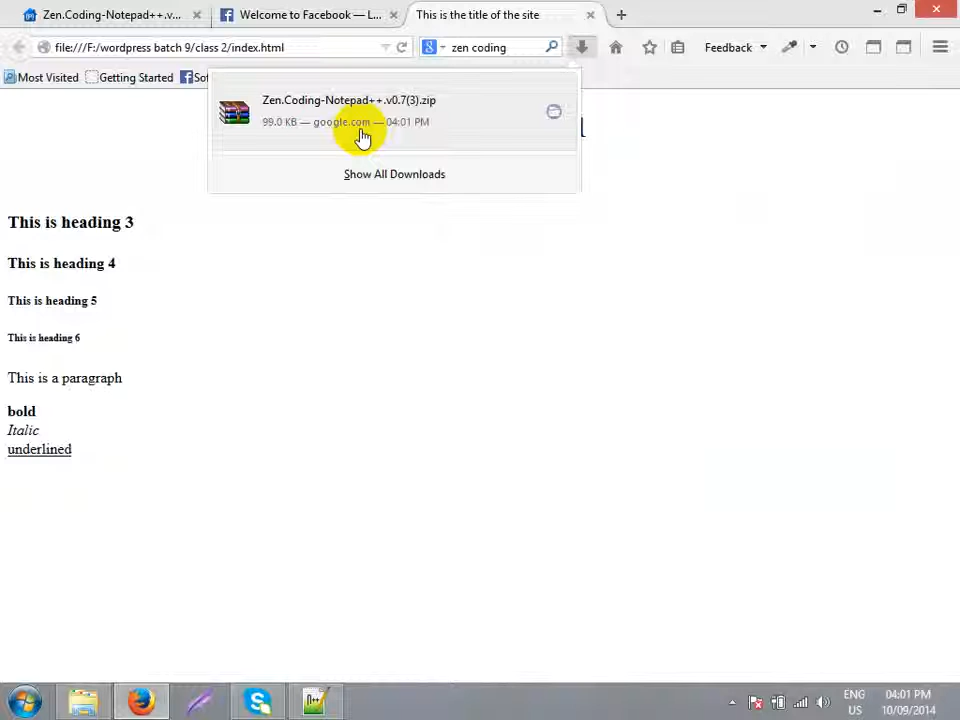 Zen.Coding-Notepad++.v...
Welcome to Facebook — L...
This is the title of the site
file:///F:/wordpress batch 9/class 2/index.html
zen coding
Feedback
Most Visited
Getting Started
Sof
Zen.Coding-Notepad++.v0.7(3).zip
99.0 KB — google.com — 04:01 PM
Show All Downloads
1
This is heading 3
This is heading 4
This is heading 5
This is heading 6
This is a paragraph
bold
Italic
underlined
ENG
04:01 PM
US
10/09/2014